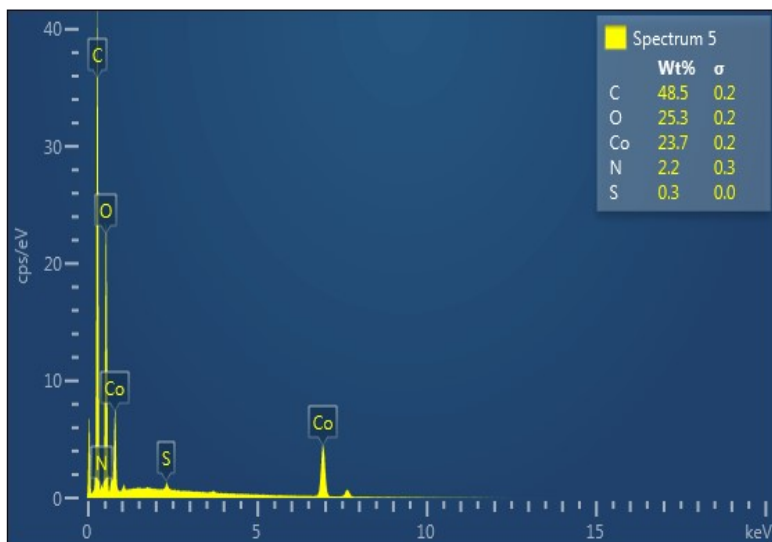 Spectrum 5
Wt% σ
C 48.5 0.2
O 25.3 0.2
Co 23.7 0.2
N 2.2 0.3
S 0.3 0.0
40
30
20
10
0
cps/eV
C
O
Co
N
S
Co
0 5 10 15 keV